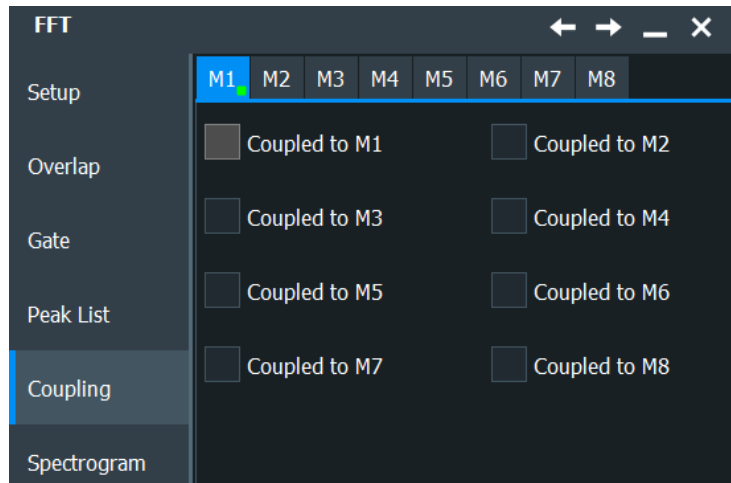 FFT
Setup
Overlap
Gate
Peak List
Coupling
Spectrogram
M1 M2 M3 M4 M5 M6 M7 M8
Coupled to M1 Coupled to M2
Coupled to M3 Coupled to M4
Coupled to M5 Coupled to M6
Coupled to M7 Coupled to M8